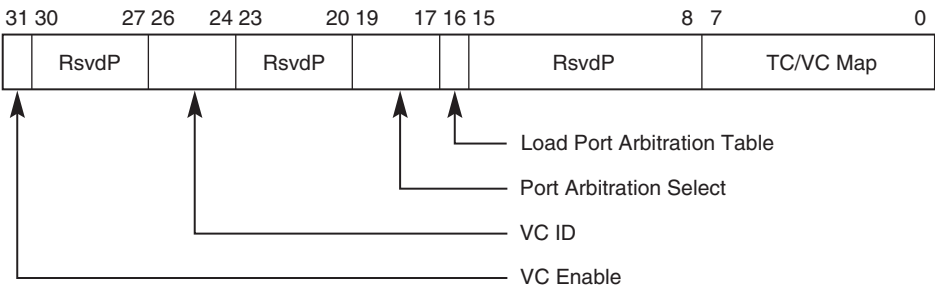 31 30 27 26 24 23 20 19 17 16 15 8 7 0
RsvdP RsvdP RsvdP TC/VC Map
Load Port Arbitration Table
Port Arbitration Select
VC ID
VC Enable